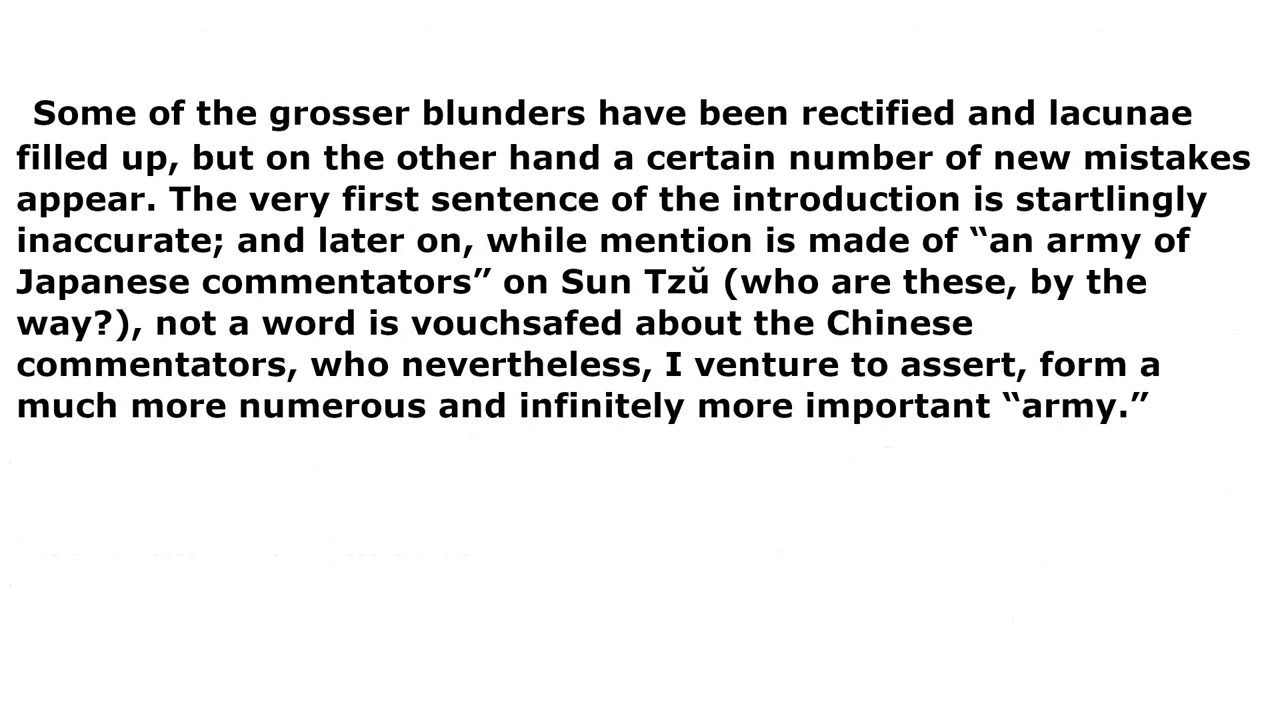 Some of the grosser blunders have been rectified and lacunae
filled up, but on the other hand a certain number of new mistakes
appear. The very first sentence of the introduction is startlingly
inaccurate; and later on, while mention is made of “an army of
Japanese commentators” on Sun Tzŭ (who are these, by the
way?), not a word is vouchsafed about the Chinese
commentators, who nevertheless, I venture to assert, form a
much more numerous and infinitely more important “army.”